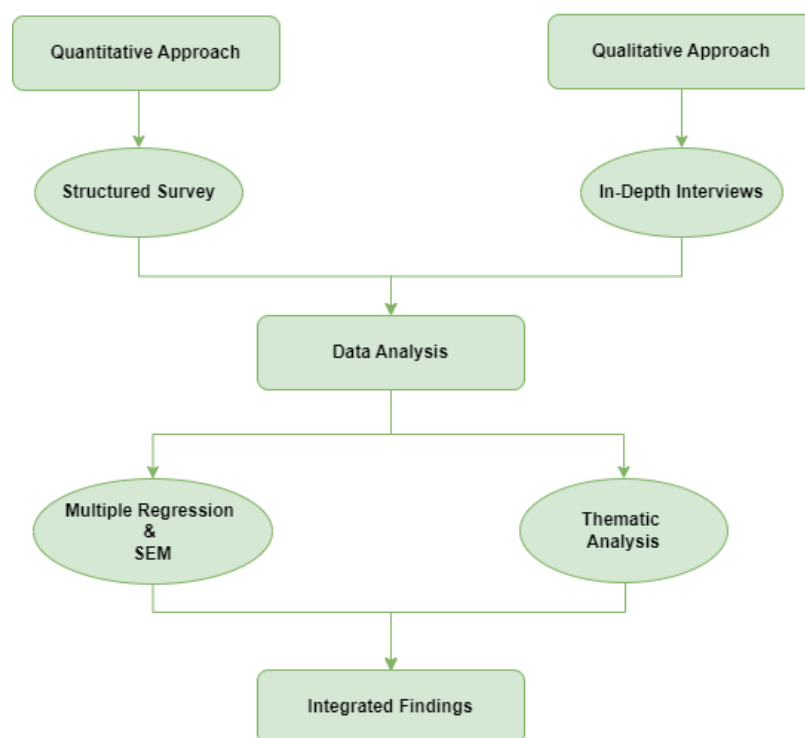 Quantitative Approach
Qualitative Approach
Structured Survey
In-Depth Interviews
Data Analysis
Multiple Regression
&
SEM
Thematic
Analysis
Integrated Findings